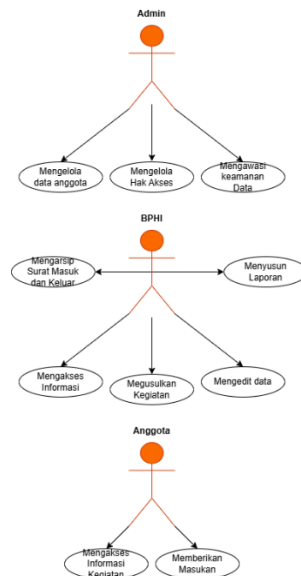 Admin
Mengelola
data anggota
Mengelola
Hak Akses
Mengawasi
keamanan
Data
BPHI
Mengarsip
Surat Masuk
dan Keluar
Menyusun
Laporan
Mengakses
Informasi
Megusulkan
Kegiatan
Mengedit data
Anggota
Mengakses
Informasi
Kegiatan
Memberikan
Masukan